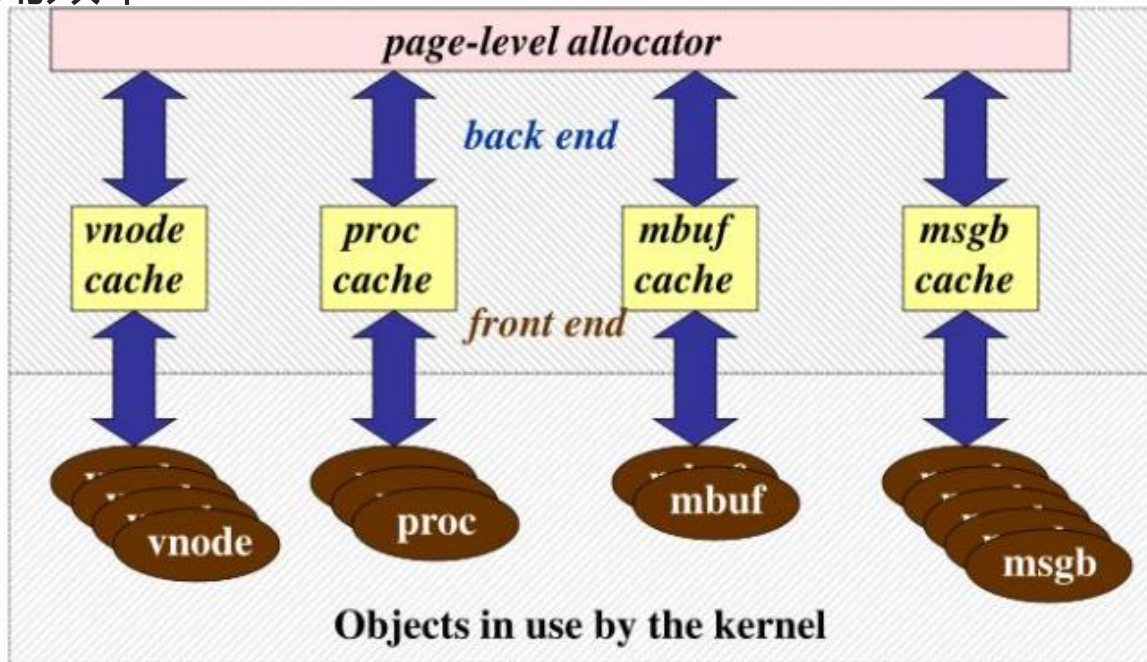 page-level allocator
back end
vnode
cache
proc
cache
mbuf
cache
msgb
cache
front end
vnode
proc
mbuf
msgb
Objects in use by the kernel